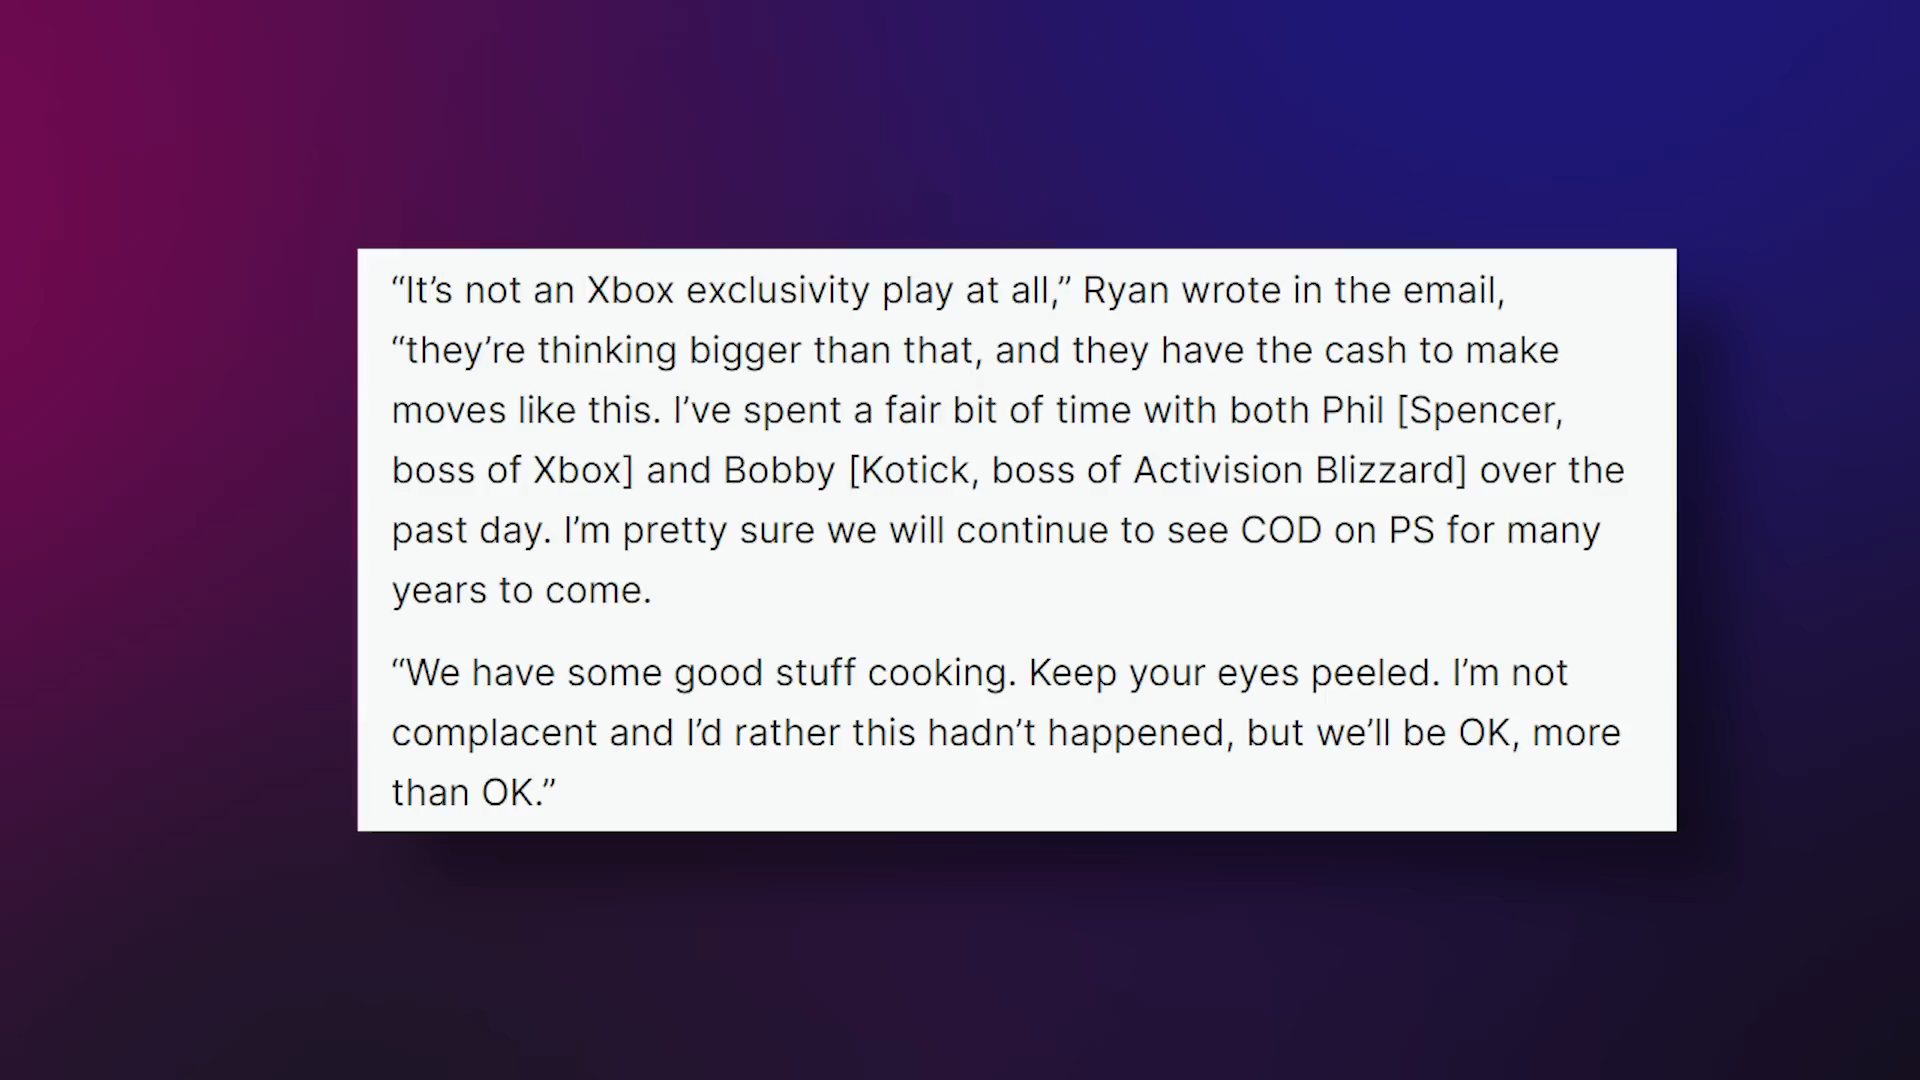 “It’s not an Xbox exclusivity play at all,” Ryan wrote in the email,
“they’re thinking bigger than that, and they have the cash to make
moves like this. I’ve spent a fair bit of time with both Phil [Spencer,
boss of Xbox] and Bobby [Kotick, boss of Activision Blizzard] over the
past day. I’m pretty sure we will continue to see COD on PS for many
years to come.
“We have some good stuff cooking. Keep your eyes peeled. I’m not
complacent and I’d rather this hadn’t happened, but we’ll be OK, more
than OK.”